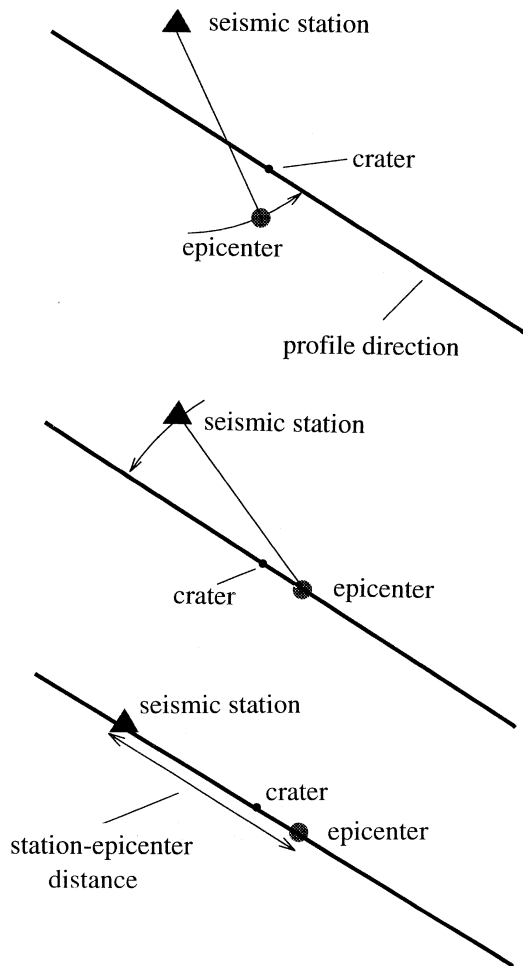 seismic station
crater
epicenter
profile direction
seismic station
crater
epicenter
seismic station
crater
epicenter
station-epicenter
distance